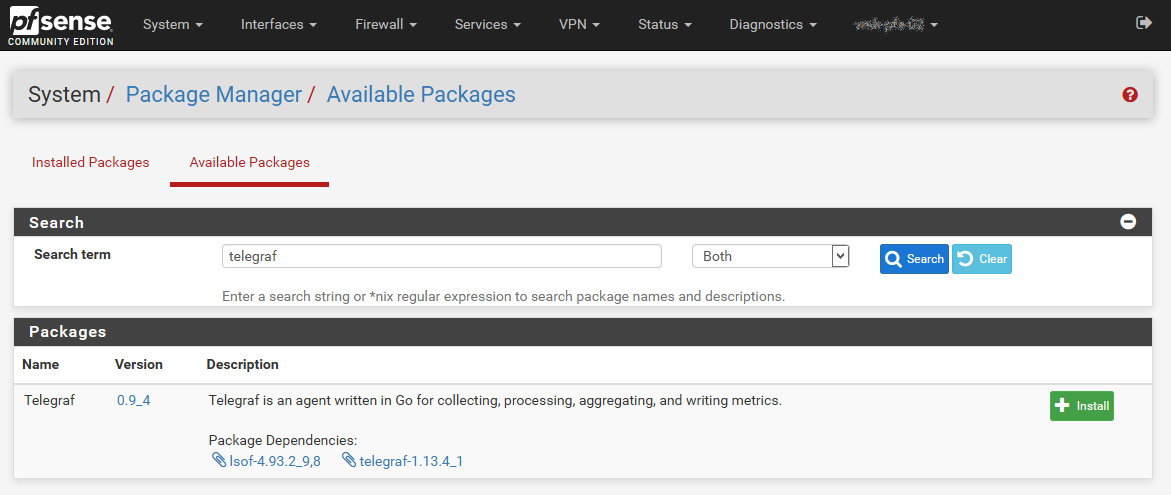 pfsense
COMMUNITY EDITION
System Interfaces Firewall Services VPN Status Diagnostics
System / Package Manager / Available Packages
Installed Packages Available Packages
Search
Search term telegraf Both Search Clear
Enter a search string or *nix regular expression to search package names and descriptions.
Packages
Name Version Description
Telegraf 0.9_4 Telegraf is an agent written in Go for collecting, processing, aggregating, and writing metrics. Install
Package Dependencies:
lsof-4.93.2_9,8 telegraf-1.13.4_1